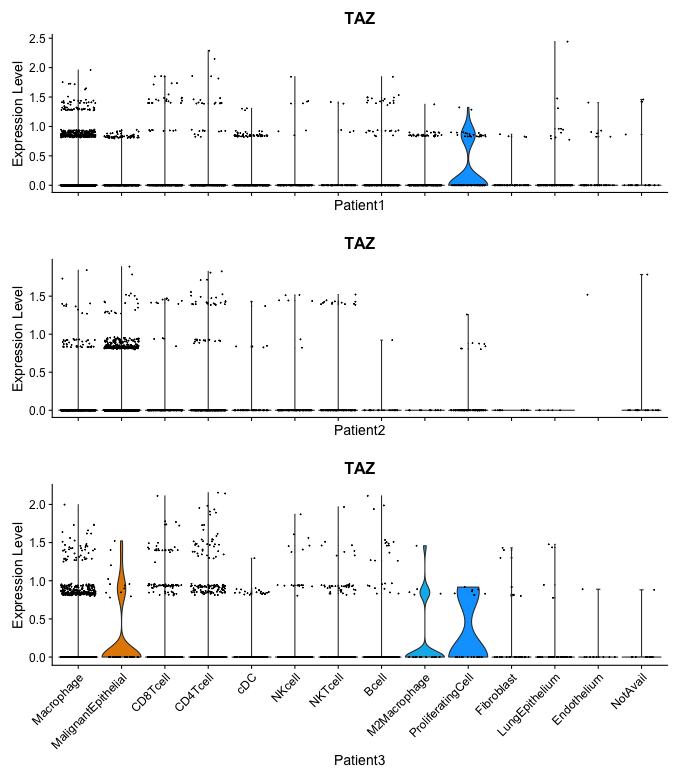 TAZ
Expression Level
2.5
2.0
1.5
1.0
0.5
0.0
Patient1
TAZ
Expression Level
1.5
1.0
0.5
0.0
Patient2
TAZ
Expression Level
2.0
1.5
1.0
0.5
0.0
Macrophage
MalignantEpithelial
CD8Tcell
CD4Tcell
cDC
NKcell
NKTcell
Bcell
M2Macrophage
ProliferatingCell
Fibroblast
LungEpithelium
Endothelium
NotAvail
Patient3